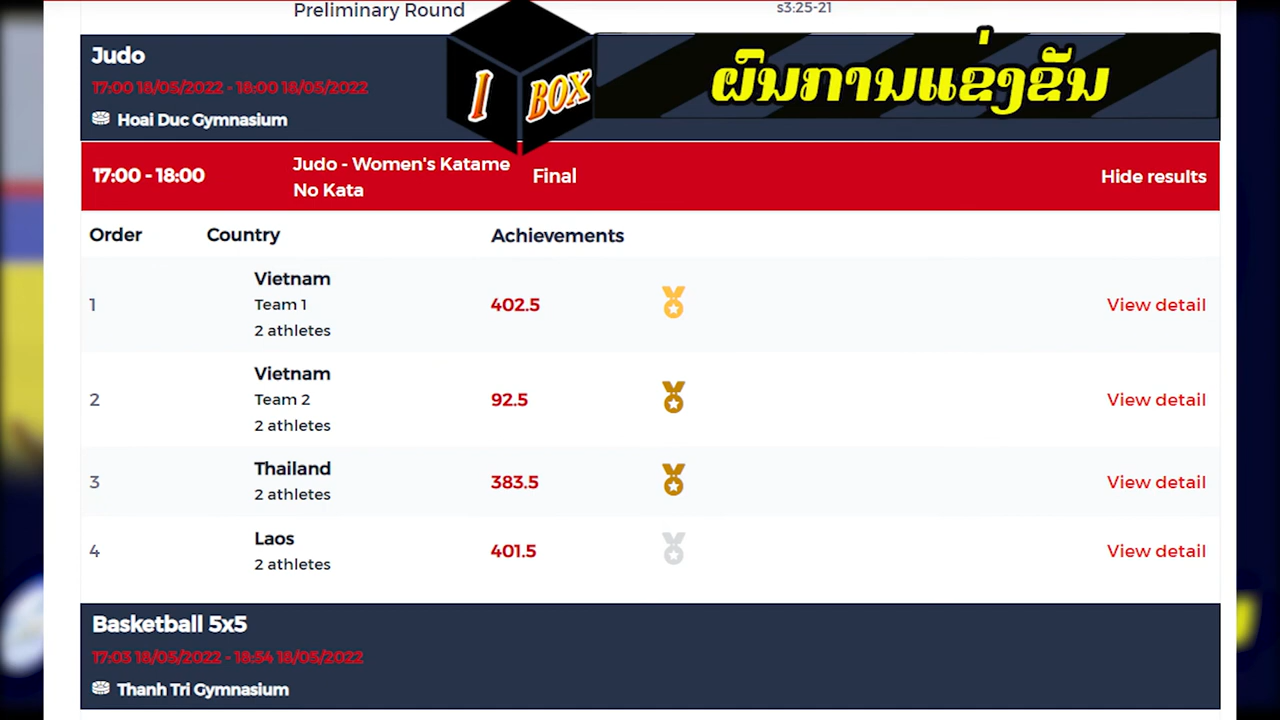 Preliminary Round
s3:25-21
Judo
17:00 18/05/2022 - 18:00 18/05/2022
Hoai Duc Gymnasium
I BOX
ຜົນການແຂ່ງຂັນ
17:00 - 18:00
Judo - Women's Katame
No Kata
Final
Hide results
Order Country Achievements
Vietnam
1 Team 1 402.5 View detail
2 athletes
Vietnam
2 Team 2 92.5 View detail
2 athletes
Thailand
3 383.5 View detail
2 athletes
Laos
4 401.5 View detail
2 athletes
Basketball 5x5
17:03 18/05/2022 - 18:54 18/05/2022
Thanh Tri Gymnasium